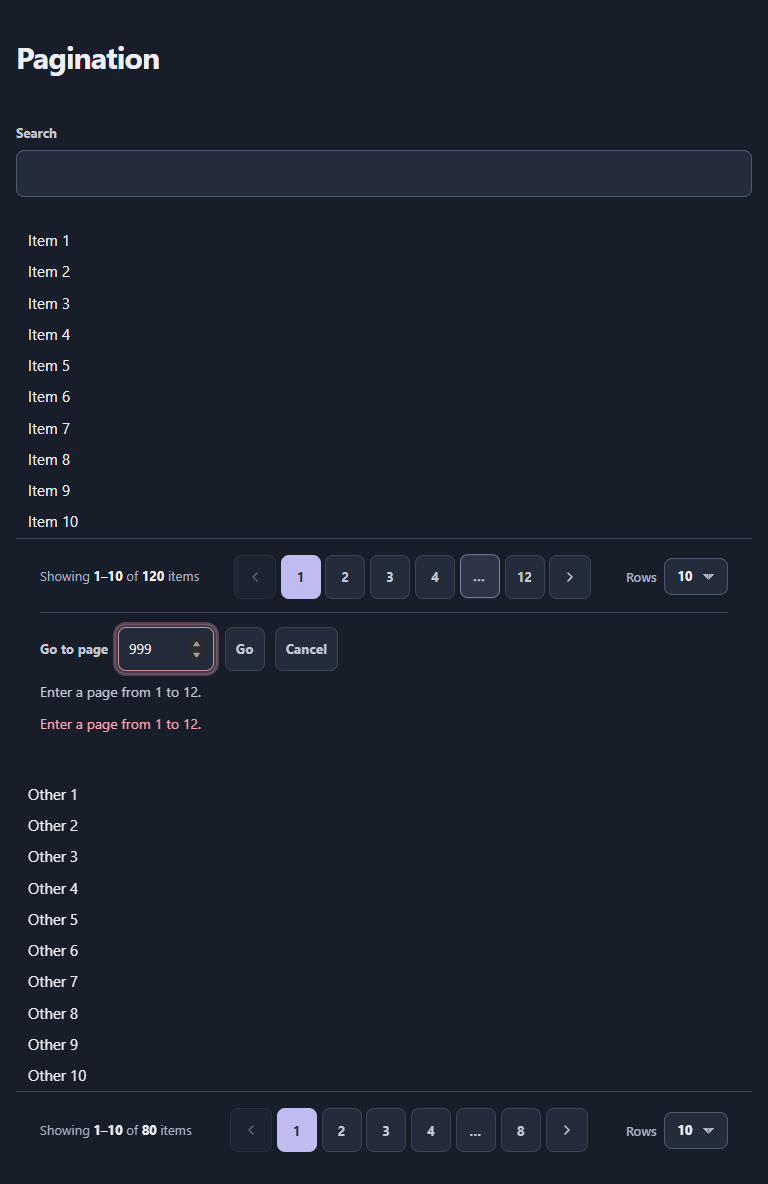 Pagination
Search
Item 1
Item 2
Item 3
Item 4
Item 5
Item 6
Item 7
Item 8
Item 9
Item 10
Showing 1–10 of 120 items ‹ 1 2 3 4 … 12 › Rows 10
Go to page 999 Go Cancel
Enter a page from 1 to 12.
Enter a page from 1 to 12.
Other 1
Other 2
Other 3
Other 4
Other 5
Other 6
Other 7
Other 8
Other 9
Other 10
Showing 1–10 of 80 items ‹ 1 2 3 4 … 8 › Rows 10